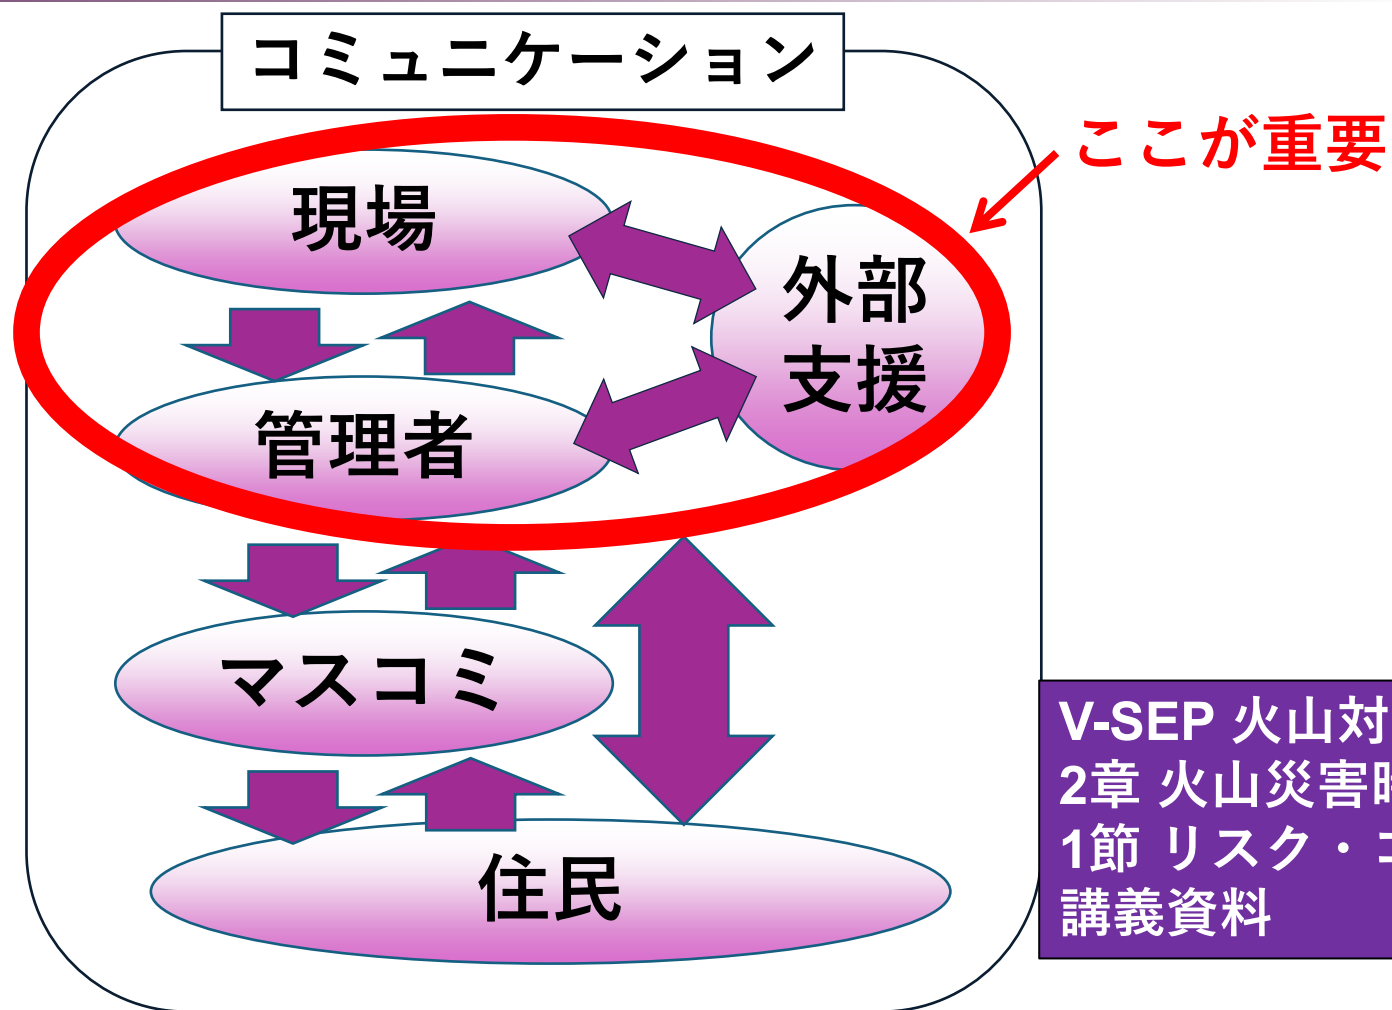 コミュニケーション
ここが重要
現場
外部
支援
管理者
マスコミ
住民
V-SEP 火山対
2章 火山災害時
1節 リスク・コ
講義資料